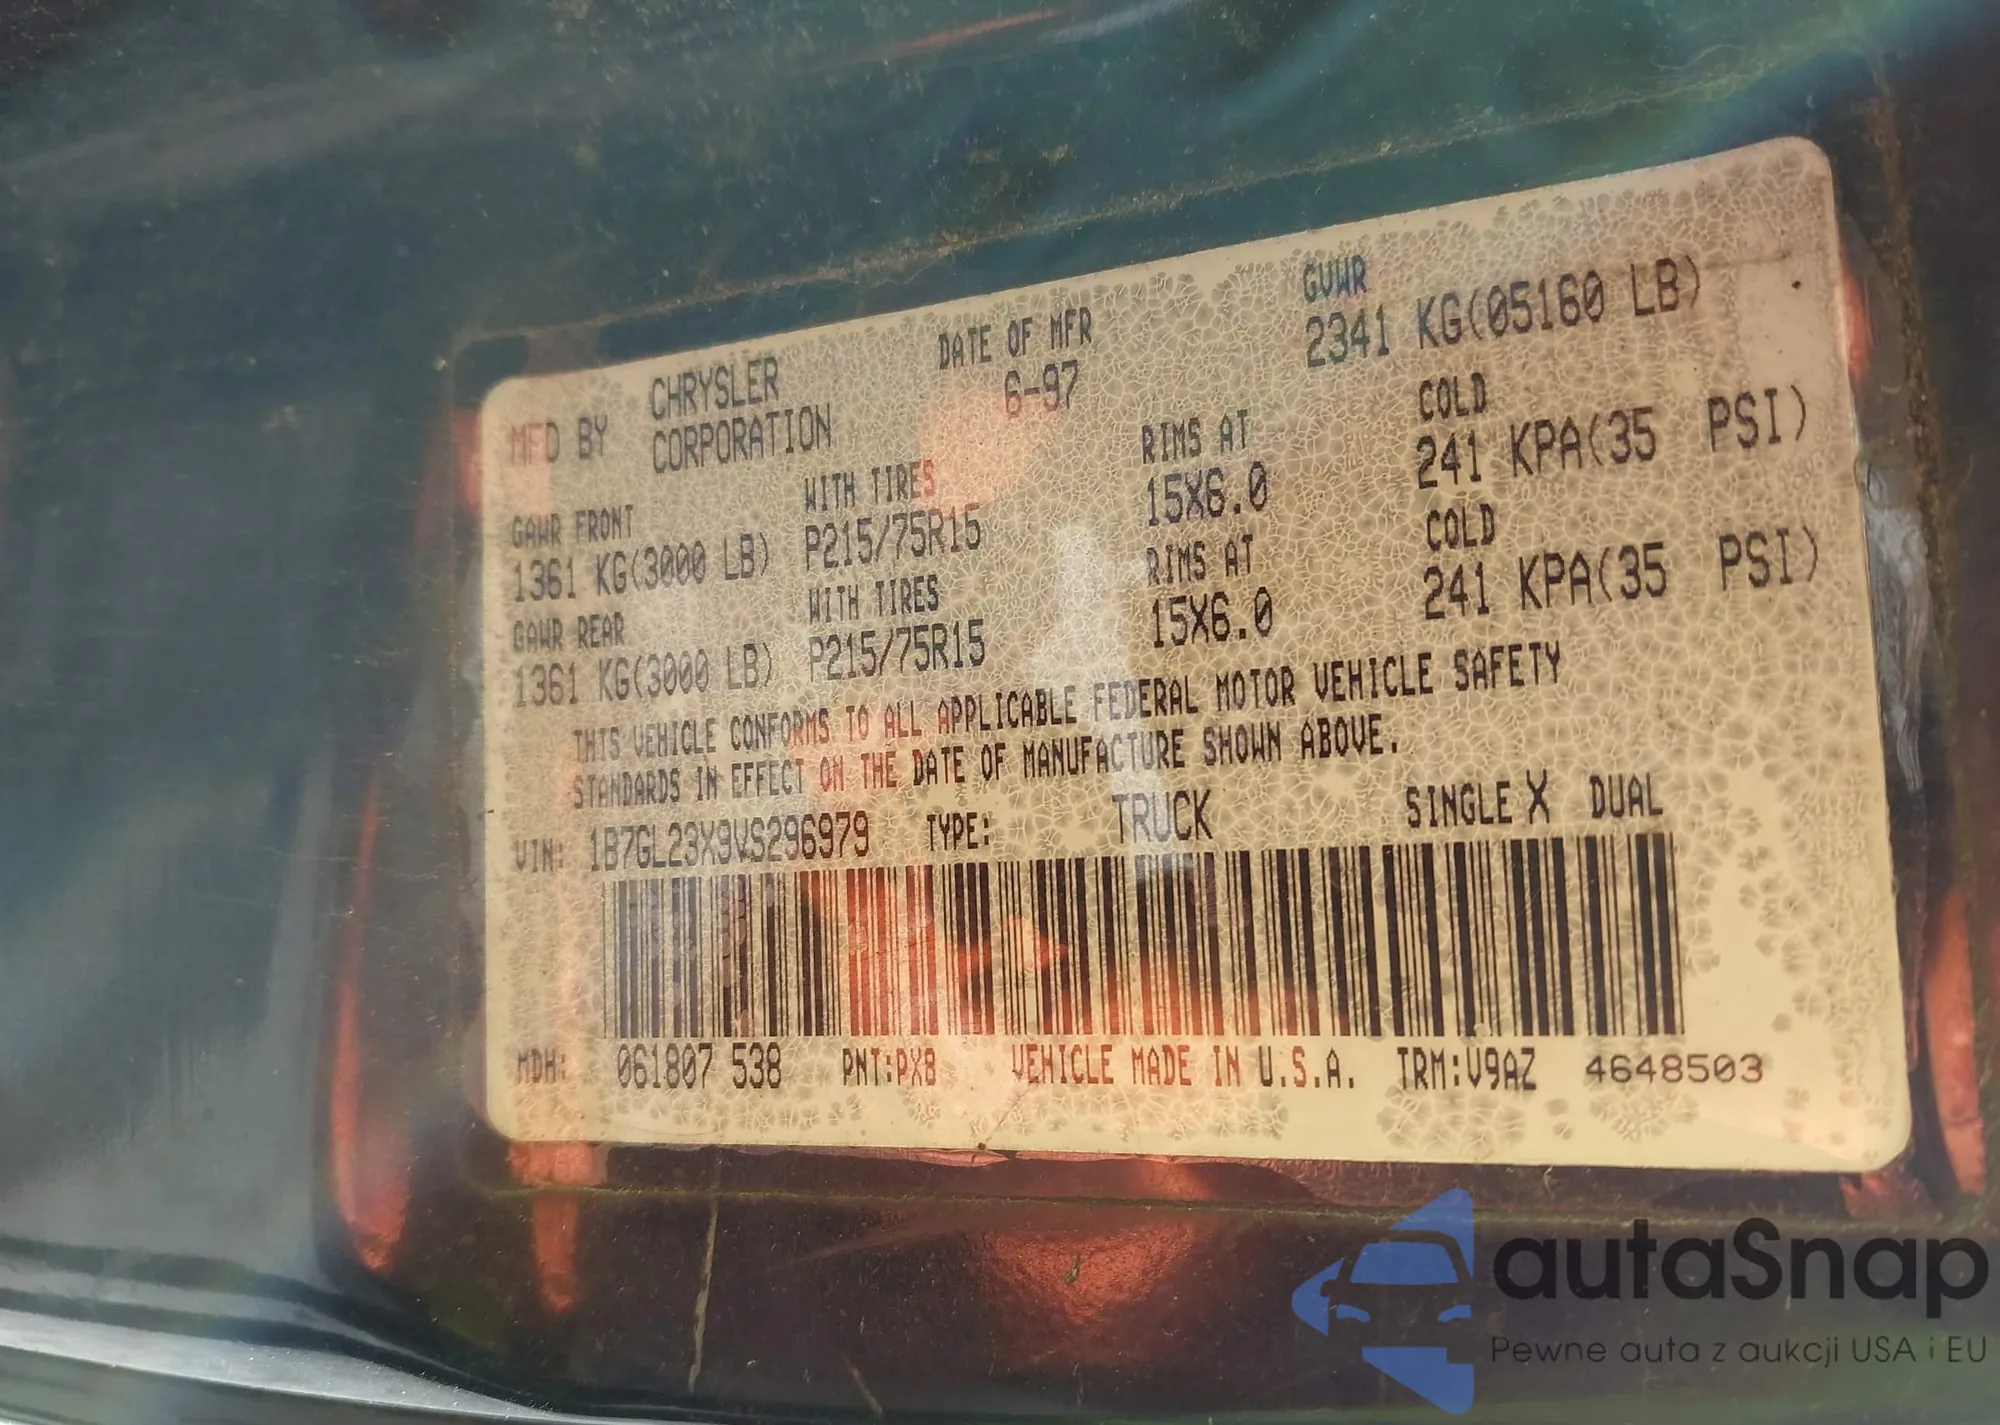 MFD BY CHRYSLER CORPORATION
DATE OF MFR 6-97
GVWR 2341 KG(05160 LB)
GAWR FRONT WITH TIRES RIMS AT COLD
1361 KG(3000 LB) P215/75R15 15X6.0 241 KPA(35 PSI)
GAWR REAR WITH TIRES RIMS AT COLD
1361 KG(3000 LB) P215/75R15 15X6.0 241 KPA(35 PSI)
THIS VEHICLE CONFORMS TO ALL APPLICABLE FEDERAL MOTOR VEHICLE SAFETY
STANDARDS IN EFFECT ON THE DATE OF MANUFACTURE SHOWN ABOVE.
VIN: 1B7GL23X9VS296979 TYPE: TRUCK SINGLE X DUAL
MDH: 061807 538 PNT:PX8 VEHICLE MADE IN U.S.A. TRM:V9AZ 4648503
autaSnap
Pewne auta z aukcji USA i EU